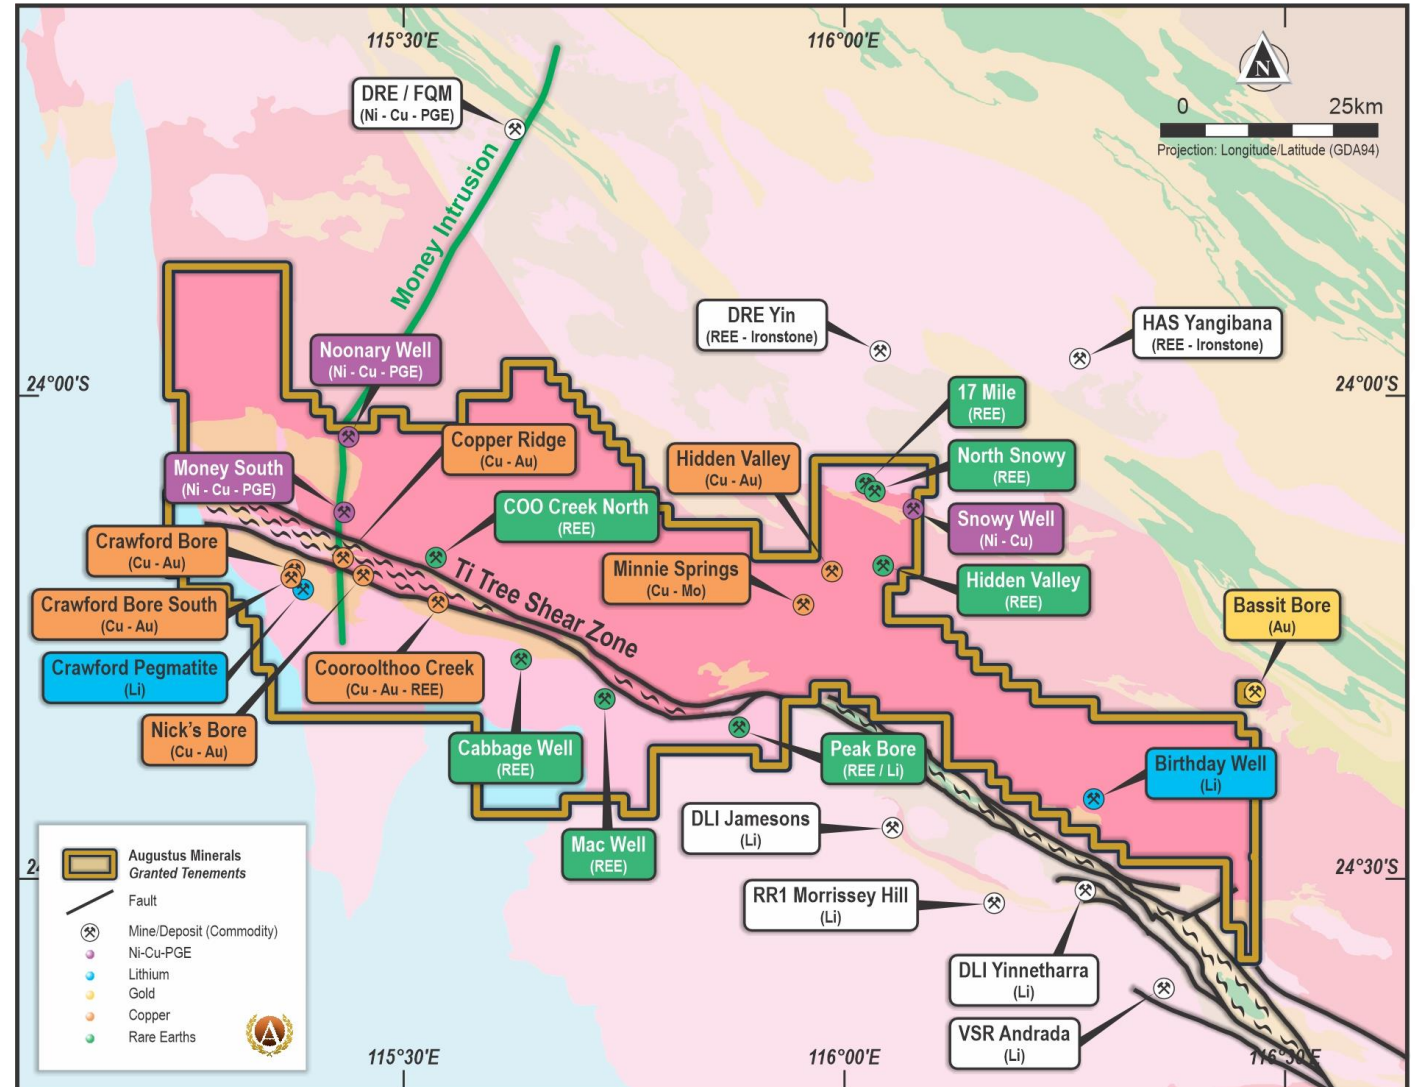 115°30'E
116°00'E
N
0
25km
Projection: Longitude/Latitude (GDA94)
DRE / FQM
(Ni - Cu - PGE)
Money Intrusion
DRE Yin
(REE - Ironstone)
HAS Yangibana
(REE - Ironstone)
Noonary Well
(Ni - Cu - PGE)
24°00'S
24°00'S
17 Mile
(REE)
Copper Ridge
(Cu - Au)
Hidden Valley
(Cu - Au)
North Snowy
(REE)
Money South
(Ni - Cu - PGE)
COO Creek North
(REE)
Snowy Well
(Ni - Cu)
Crawford Bore
(Cu - Au)
Ti Tree Shear Zone
Minnie Springs
(Cu - Mo)
Hidden Valley
(REE)
Crawford Bore South
(Cu - Au)
Bassit Bore
(Au)
Crawford Pegmatite
(Li)
Cooroolthoo Creek
(Cu - Au - REE)
Nick's Bore
(Cu - Au)
Cabbage Well
(REE)
Peak Bore
(REE / Li)
Birthday Well
(Li)
DLI Jamesons
(Li)
Mac Well
(REE)
24°30'S
RR1 Morrissey Hill
(Li)
DLI Yinnetharra
(Li)
VSR Andrada
(Li)
Augustus Minerals
Granted Tenements
Fault
Mine/Deposit (Commodity)
Ni-Cu-PGE
Lithium
Gold
Copper
Rare Earths
A
115°30'E
116°00'E
116°30'E